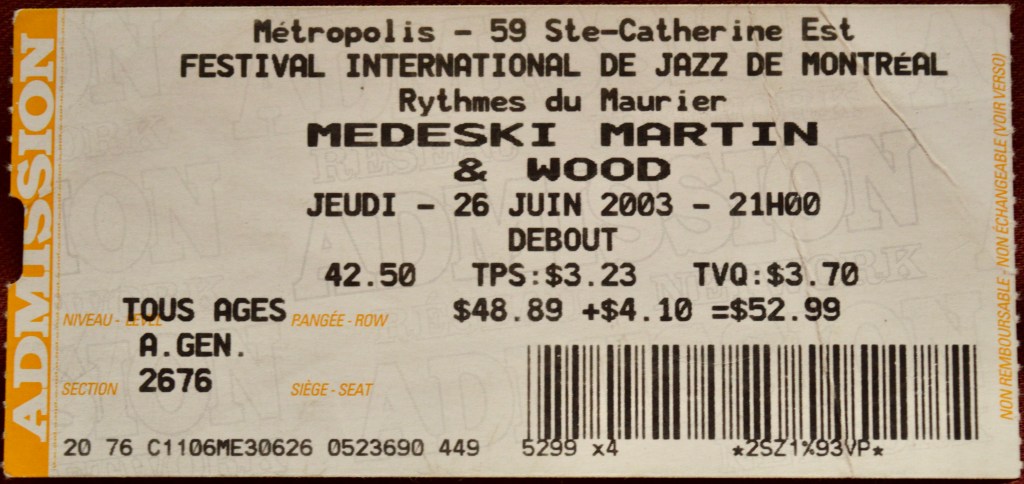 ADMISSION
Métropolis - 59 Ste-Catherine Est
FESTIVAL INTERNATIONAL DE JAZZ DE MONTRÉAL
Rythmes du Maurier
MEDESKI MARTIN
& WOOD
JEUDI - 26 JUIN 2003 - 21H00
DEBOUT
42.50 TPS:$3.23 TVQ:$3.70
TOUS AGES $48.89 +$4.10 =$52.99
NIVEAU - LEVEL RANGÉE - ROW
A.GEN.
SECTION 2676 SIÈGE - SEAT
20 76 C1106ME30626 0523690 449 5299 x4 *2SZ1%93VP*
NON REMBOURSABLE - NON ÉCHANGEABLE (VOIR VERSO)